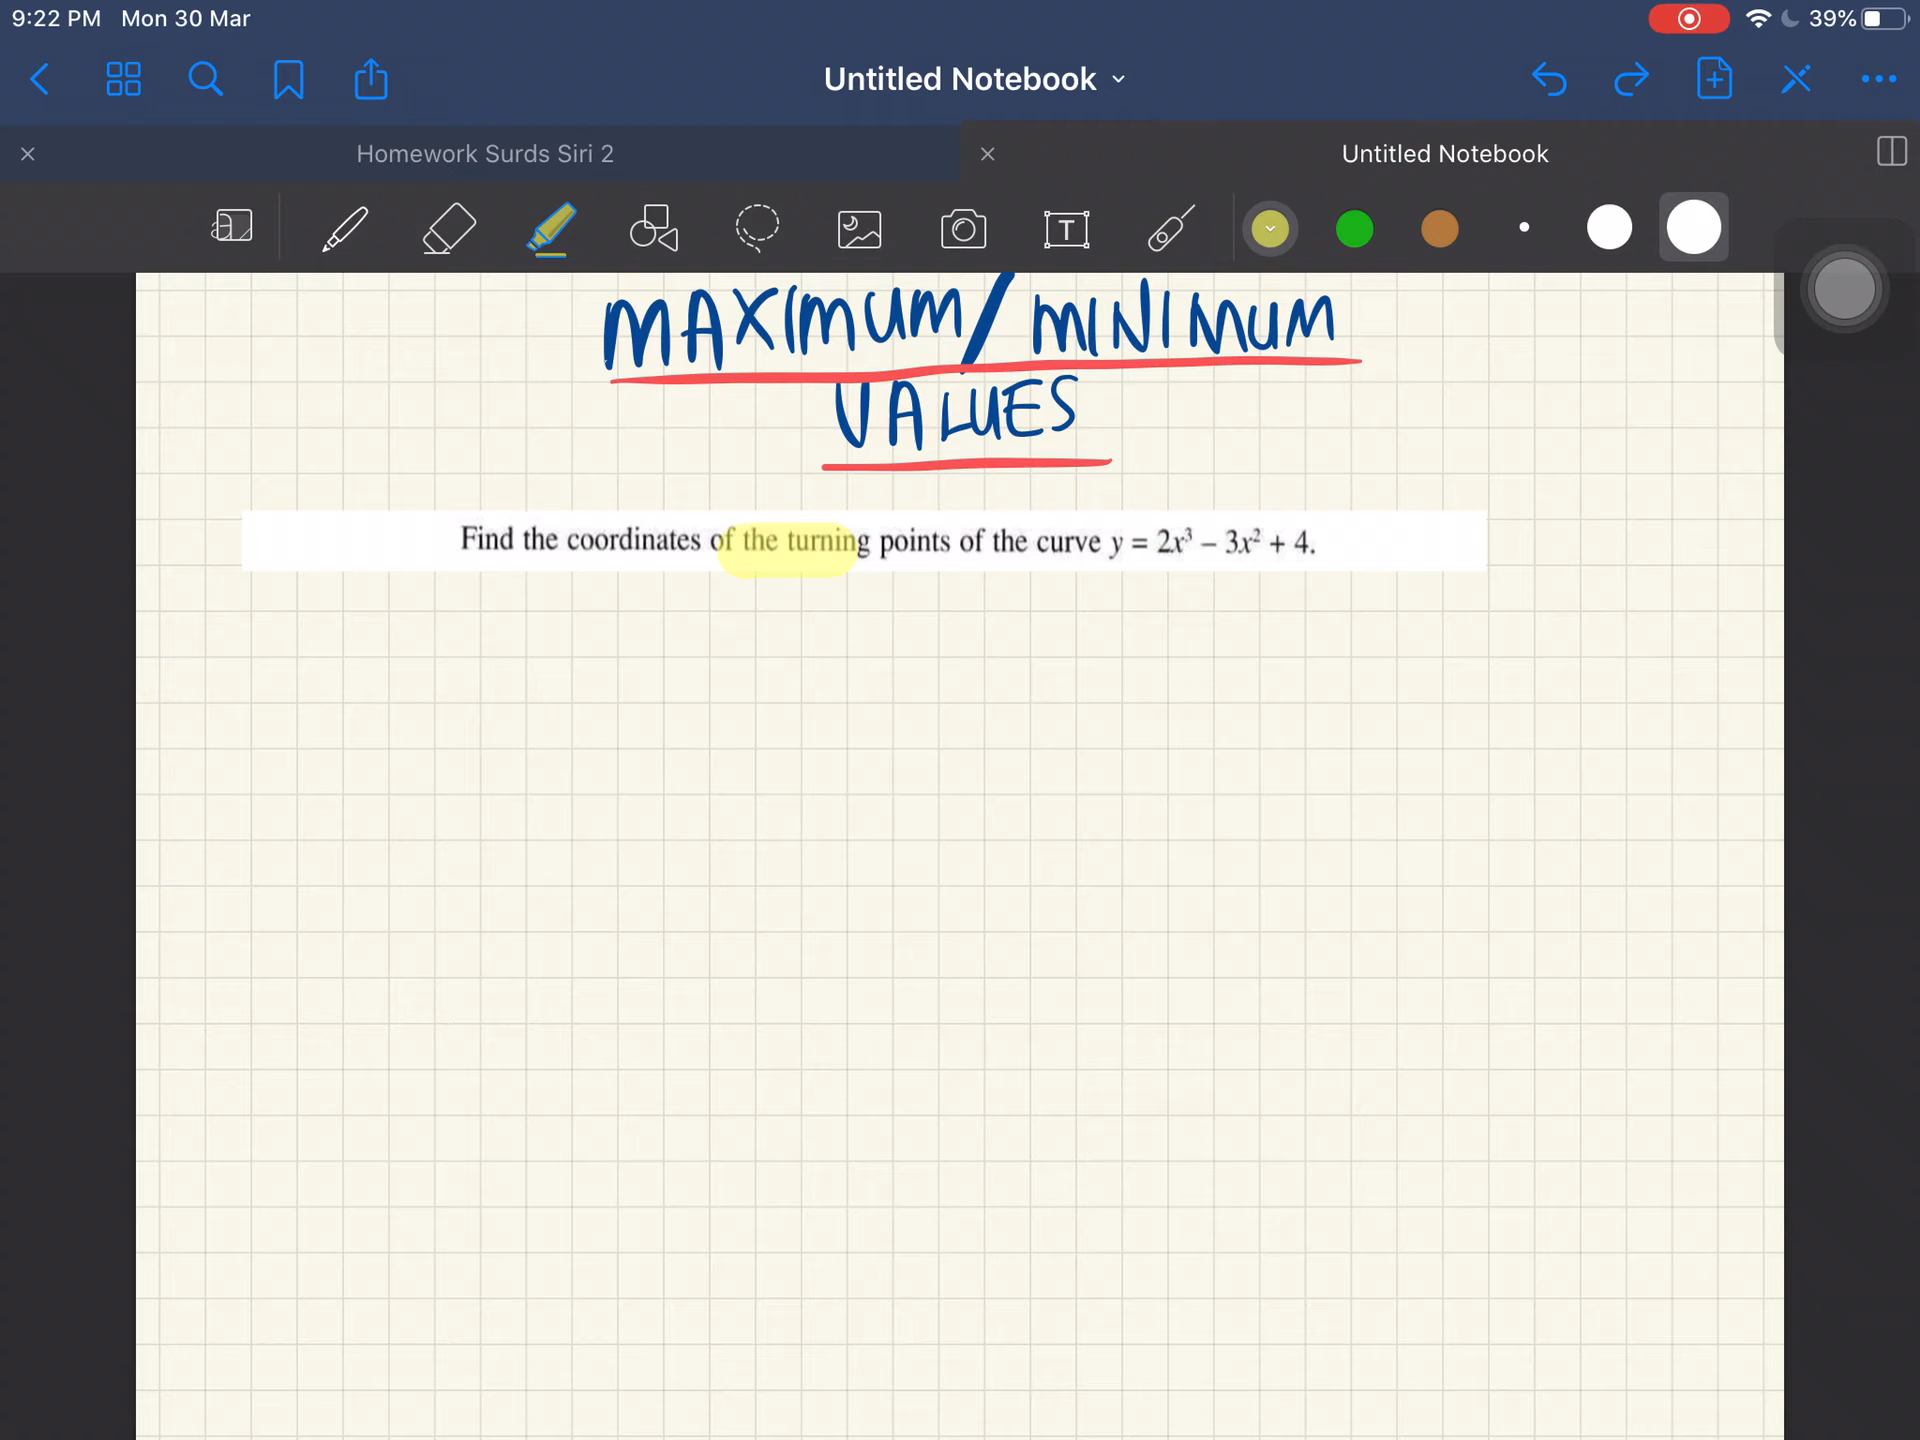 9:22 PM Mon 30 Mar 39%
Untitled Notebook
Homework Surds Siri 2 Untitled Notebook
T
MAXIMUM/MINIMUM
VALUES
Find the coordinates of the turning points of the curve y = 2x³ – 3x² + 4.